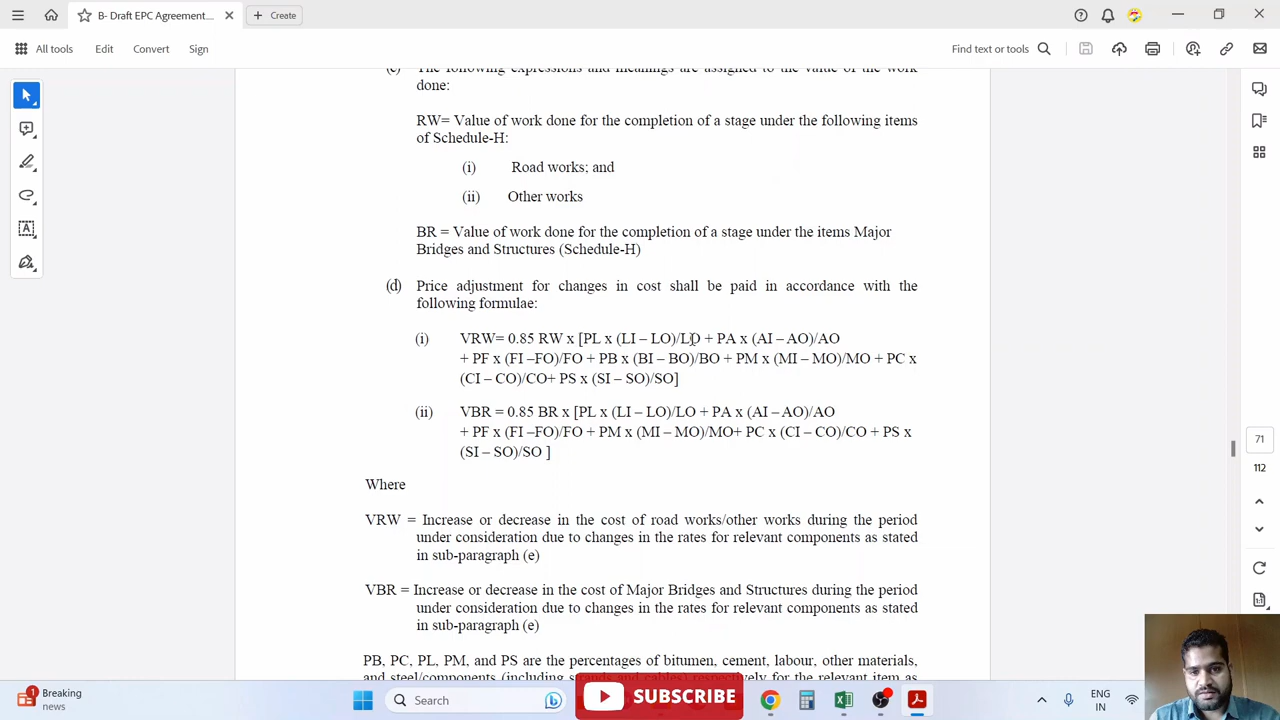 B- Draft EPC Agreement...
Create
All tools
Edit
Convert
Sign
Find text or tools
(c) The following expressions and meanings are assigned to the value of the work
done:
RW= Value of work done for the completion of a stage under the following items
of Schedule-H:
(i) Road works; and
(ii) Other works
BR = Value of work done for the completion of a stage under the items Major
Bridges and Structures (Schedule-H)
(d) Price adjustment for changes in cost shall be paid in accordance with the
following formulae:
(i) VRW= 0.85 RW x [PL x (LI – LO)/LO + PA x (AI – AO)/AO
+ PF x (FI –FO)/FO + PB x (BI – BO)/BO + PM x (MI – MO)/MO + PC x
(CI – CO)/CO+ PS x (SI – SO)/SO]
(ii) VBR = 0.85 BR x [PL x (LI – LO)/LO + PA x (AI – AO)/AO
+ PF x (FI –FO)/FO + PM x (MI – MO)/MO+ PC x (CI – CO)/CO + PS x
(SI – SO)/SO ]
Where
VRW = Increase or decrease in the cost of road works/other works during the period
under consideration due to changes in the rates for relevant components as stated
in sub-paragraph (e)
VBR = Increase or decrease in the cost of Major Bridges and Structures during the period
under consideration due to changes in the rates for relevant components as stated
in sub-paragraph (e)
PB, PC, PL, PM, and PS are the percentages of bitumen, cement, labour, other materials,
and steel/components (including strands and cables) respectively for the relevant item as
71
112
1
Breaking
news
Search
SUBSCRIBE
ENG
IN